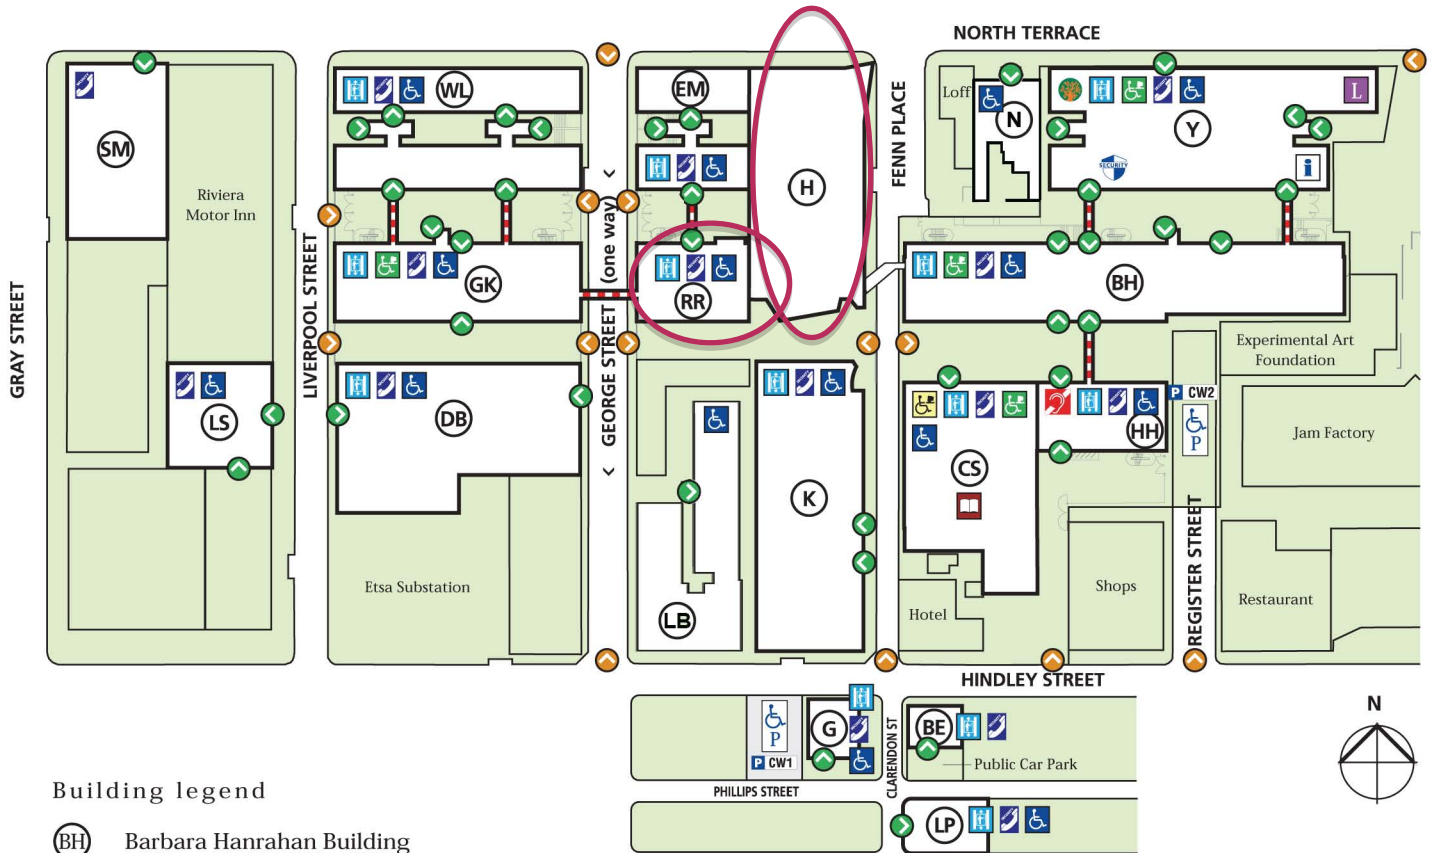 NORTH TERRACE
SM
Riviera
Motor Inn
WL
EM
H
FENN PLACE
Loff
N
Y
L
SECURITY
i
GRAY STREET
LIVERPOOL STREET
GEORGE STREET
(one way)
GK
RR
BH
Experimental Art
Foundation
LS
DB
K
CS
HH
P CW2
P
Jam Factory
REGISTER STREET
Etsa Substation
LB
Hotel
Shops
Restaurant
HINDLEY STREET
P
P CW1
G
CLARENDON ST
BE
Public Car Park
PHILLIPS STREET
LP
N
Building legend
BH Barbara Hanrahan Building